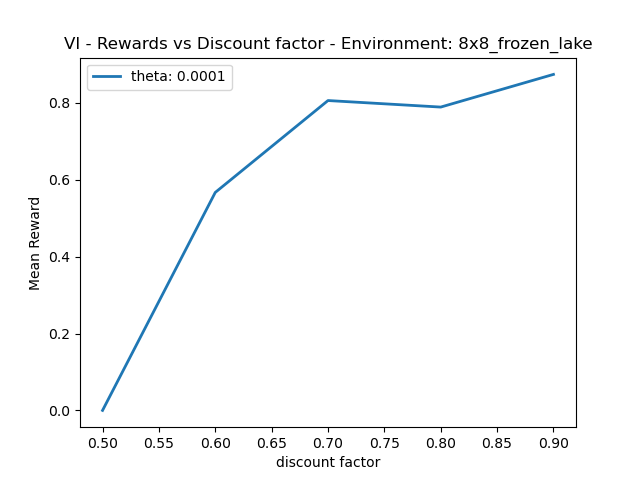 VI - Rewards vs Discount factor - Environment: 8x8_frozen_lake
theta: 0.0001
Mean Reward
0.8
0.6
0.4
0.2
0.0
0.50 0.55 0.60 0.65 0.70 0.75 0.80 0.85 0.90
discount factor